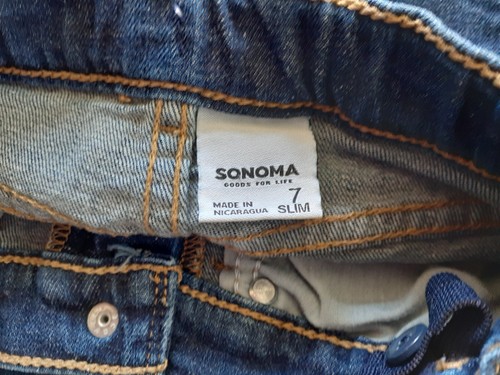 SONOMA
GOODS FOR LIFE
7
MADE IN
NICARAGUA SLIM